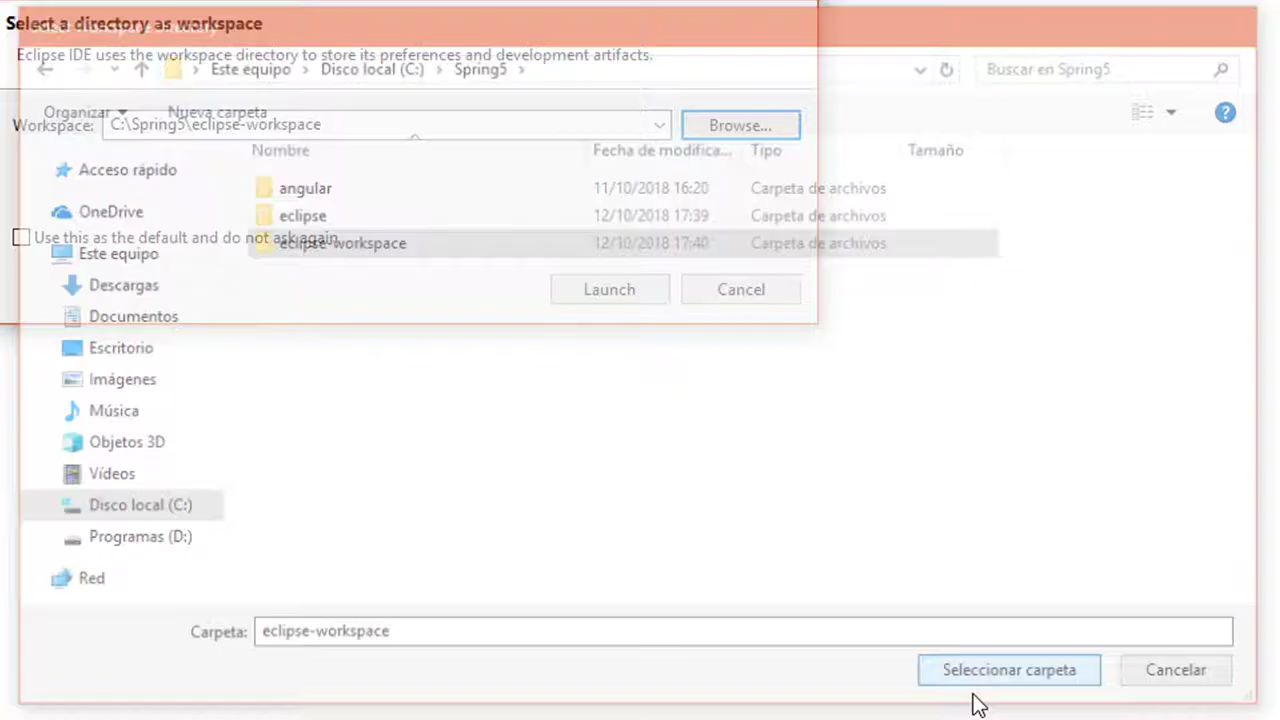 Select a directory as workspace
Eclipse IDE uses the workspace directory to store its preferences and development artifacts.
Este equipo > Disco local (C:) > Spring5 >
Buscar en Spring5
Organizar
Nueva carpeta
Workspace: C:\Spring5\eclipse-workspace
Browse...
Nombre Fecha de modifica... Tipo Tamaño
Acceso rápido
angular 11/10/2018 16:20 Carpeta de archivos
OneDrive
eclipse 12/10/2018 17:39 Carpeta de archivos
Use this as the default and do not ask again
eclipse-workspace 12/10/2018 17:40 Carpeta de archivos
Este equipo
Descargas
Launch
Cancel
Documentos
Escritorio
Imágenes
Música
Objetos 3D
Vídeos
Disco local (C:)
Programas (D:)
Red
Carpeta: eclipse-workspace
Seleccionar carpeta
Cancelar